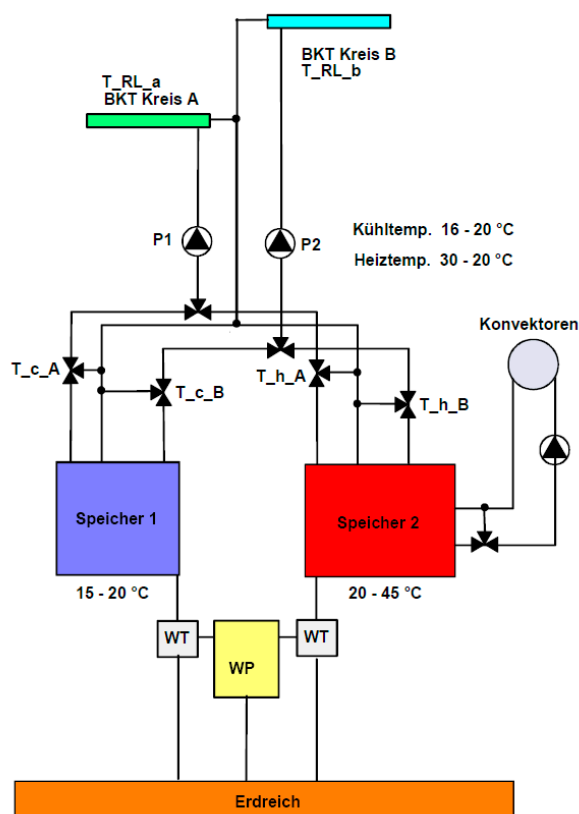 BKT Kreis B
T_RL_b
T_RL_a
BKT Kreis A
P1
P2
Kühltemp. 16 - 20 °C
Heiztemp. 30 - 20 °C
Konvektoren
T_c_A
T_c_B
T_h_A
T_h_B
Speicher 1
Speicher 2
15 - 20 °C
20 - 45 °C
WT
WP
WT
Erdreich